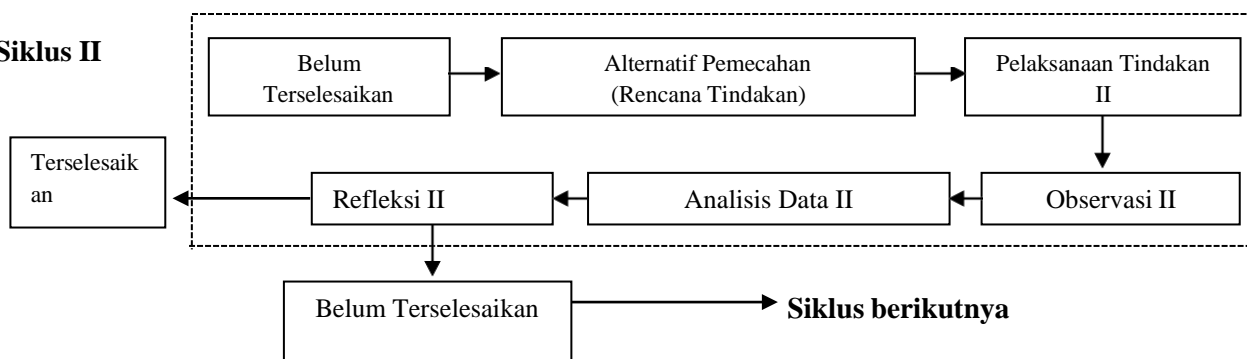 Siklus II
Belum
Terselesaikan
Alternatif Pemecahan
(Rencana Tindakan)
Pelaksanaan Tindakan
II
Terselesaik
an
Refleksi II
Analisis Data II
Observasi II
Belum Terselesaikan
Siklus berikutnya